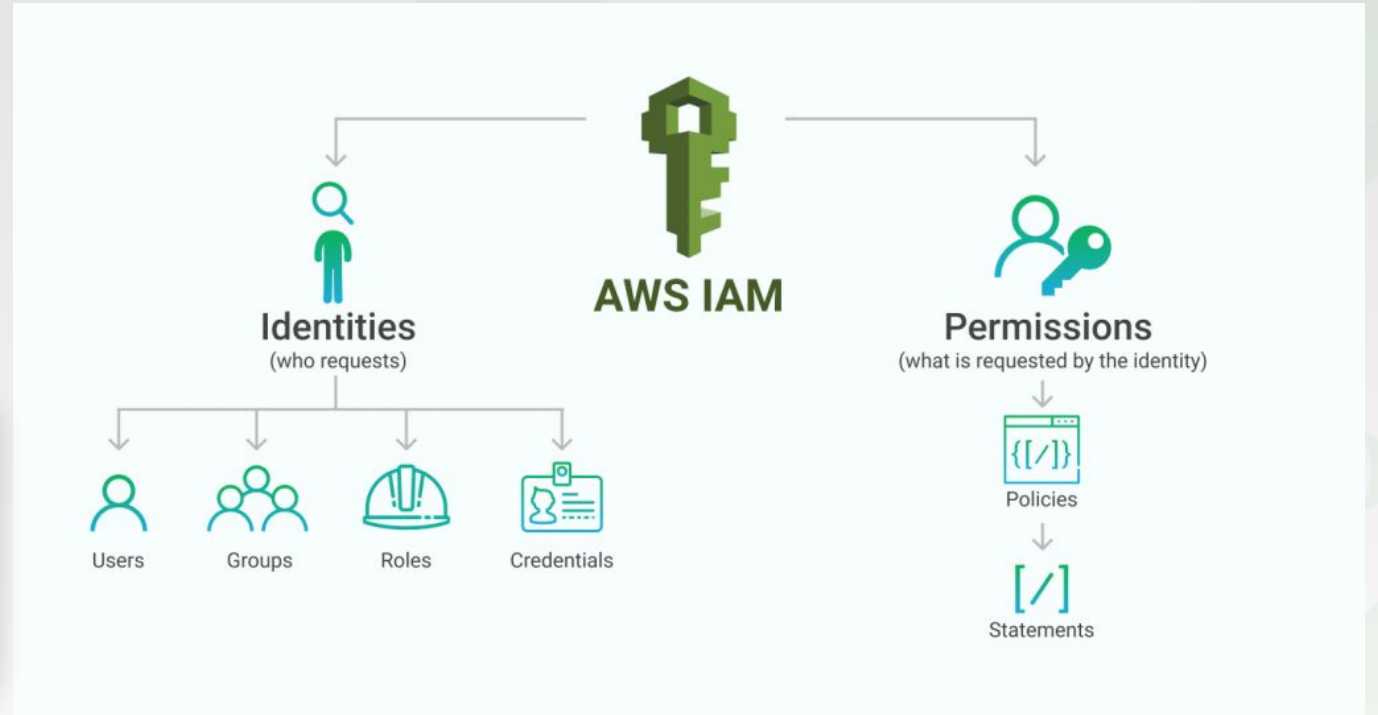 AWS IAM
Identities
(who requests)
Users
Groups
Roles
Credentials
Permissions
(what is requested by the identity)
{[/]}
Policies
[/]
Statements